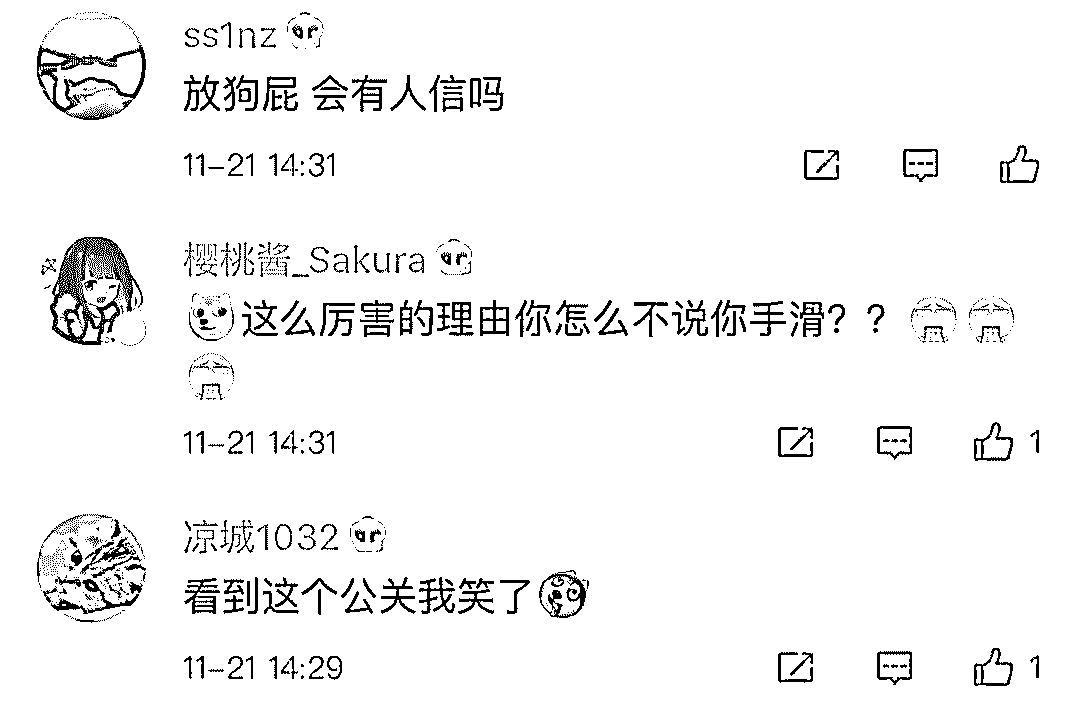 ss1nz
放狗屁 会有人信吗
11-21 14:31
樱桃酱_Sakura
这么厉害的理由你怎么不说你手滑？？
11-21 14:31
1
凉城1032
看到这个公关我笑了
11-21 14:29
1